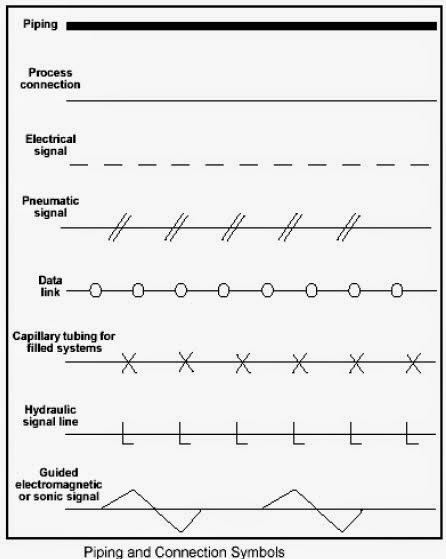 Piping
Process
connection
Electrical
signal
Pneumatic
signal
Data
link
Capillary tubing for
filled systems
Hydraulic
signal line
Guided
electromagnetic
or sonic signal
Piping and Connection Symbols